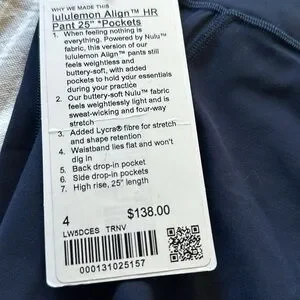 WHY WE MADE THIS
lululemon Align™ HR
Pant 25" *Pockets
1. When feeling nothing is
everything. Powered by Nulu™
fabric, this version of our
lululemon Align™ pants still
feels weightless and
buttery-soft, with added
pockets to hold your essentials
during your practice
2. Our buttery-soft Nulu™ fabric
feels weightlessly light and is
sweat-wicking and four-way
stretch
3. Added Lycra® fibre for stretch
and shape retention
4. Waistband lies flat and won't
dig in
5. Back drop-in pocket
6. Side drop-in pockets
7. High rise, 25" length
4
$138.00
LW5DCES TRNV
000131025157